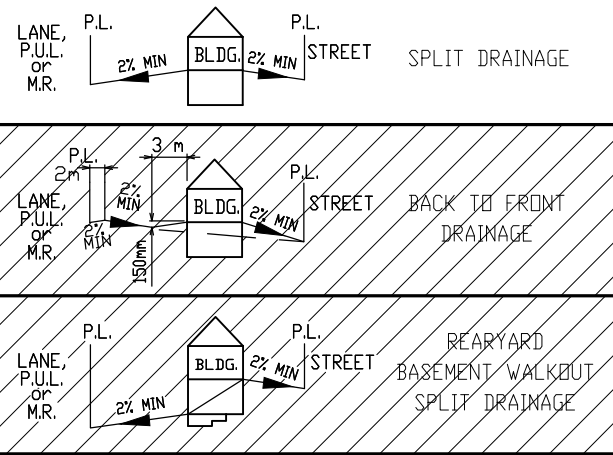 P.L.
P.L.
LANE,
P.U.L.
or
M.R.
2% MIN
BLDG.
2% MIN
STREET
SPLIT DRAINAGE
3 m
P.L.
2m
P.L.
2%
MIN
LANE,
P.U.L.
or
M.R.
2%
MIN
BLDG.
2% MIN
STREET
150mm
BACK TO FRONT
DRAINAGE
P.L.
P.L.
LANE,
P.U.L.
or
M.R.
2% MIN
BLDG.
2% MIN
STREET
REARYARD
BASEMENT WALKOUT
SPLIT DRAINAGE